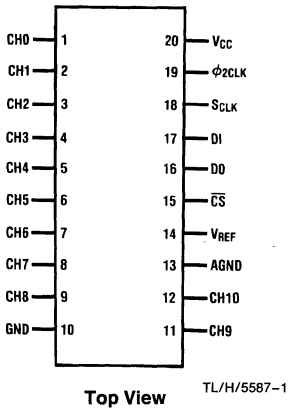 CH0 1 20 VCC
CH1 2 19 ϕ2CLK
CH2 3 18 SCLK
CH3 4 17 DI
CH4 5 16 D0
CH5 6 15 C̅S̅
CH6 7 14 VREF
CH7 8 13 AGND
CH8 9 12 CH10
GND 10 11 CH9
Top View
TL/H/5587-1